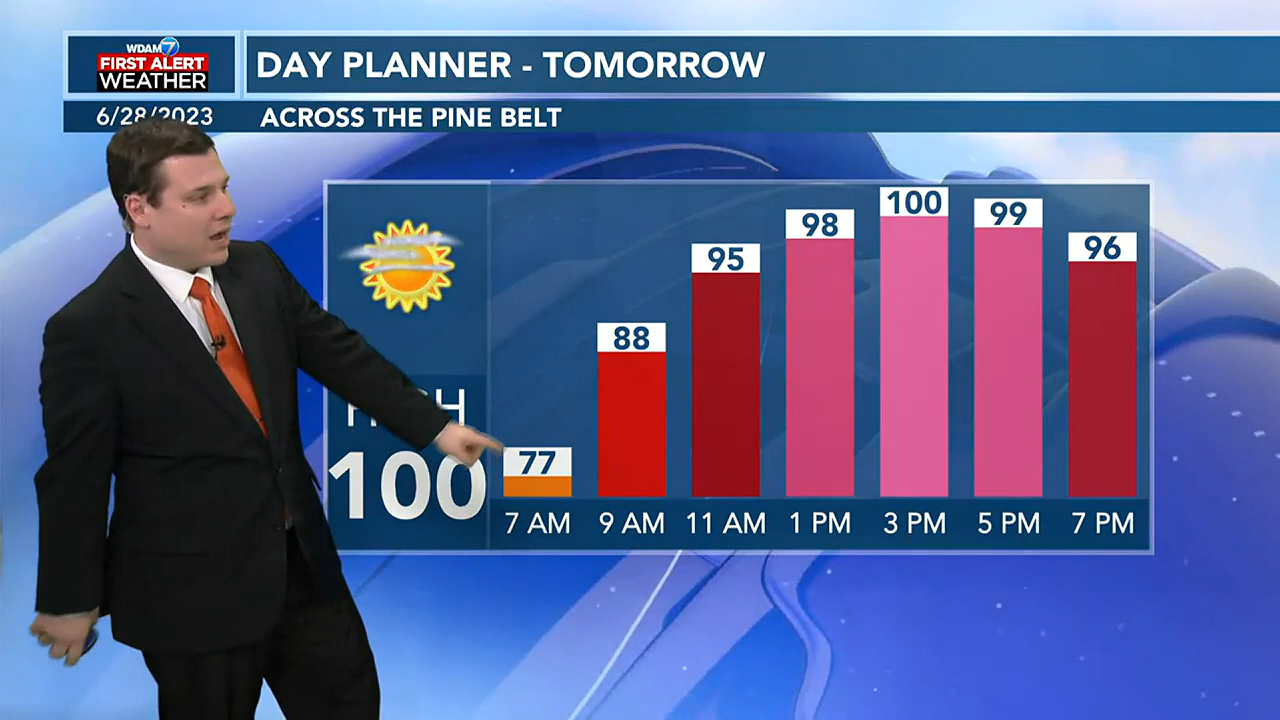 WDAM 7
FIRST ALERT
WEATHER
DAY PLANNER - TOMORROW
6/28/2023
ACROSS THE PINE BELT
HIGH
100
77
88
95
98
100
99
96
7 AM
9 AM
11 AM
1 PM
3 PM
5 PM
7 PM